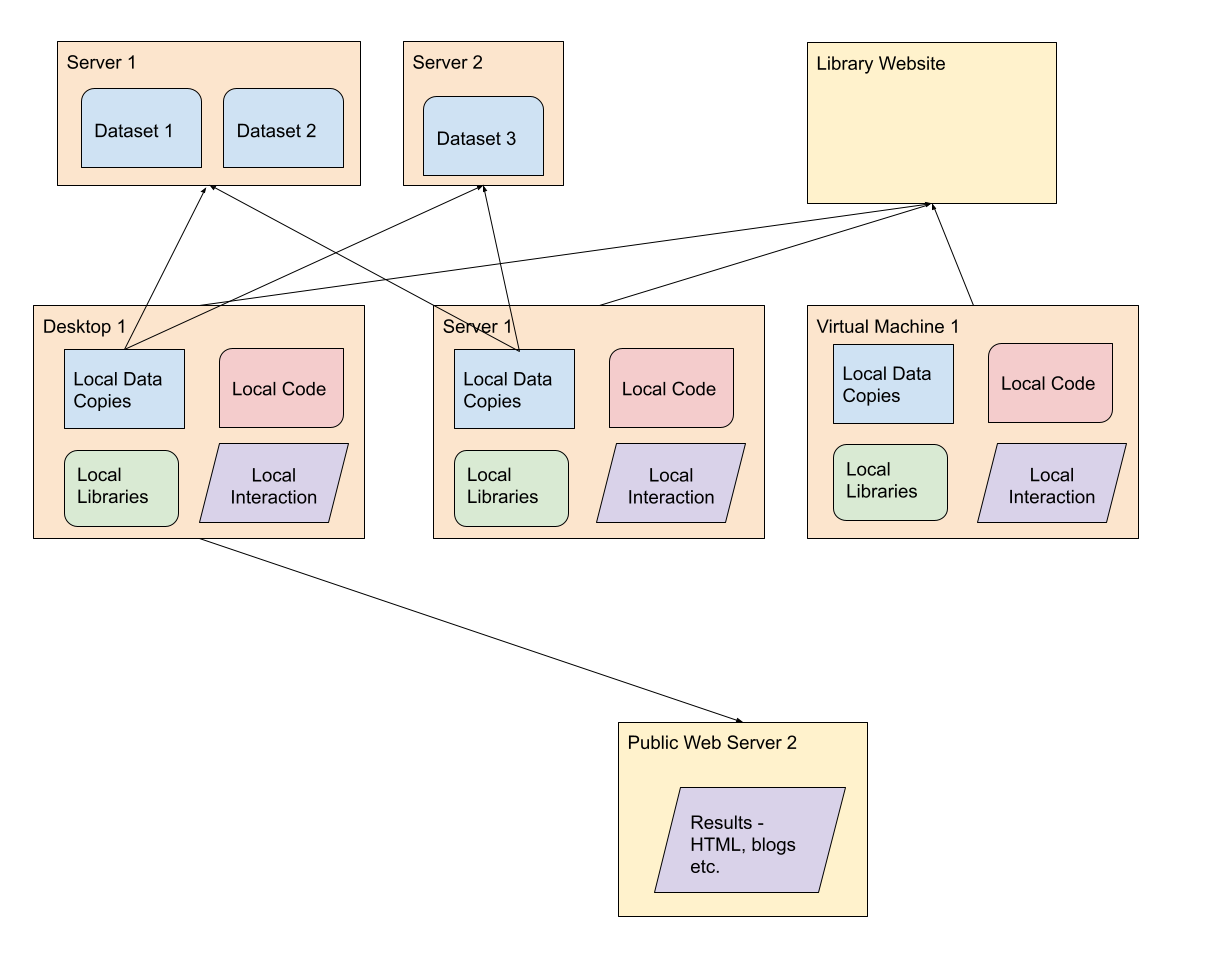 Server 1
Dataset 1
Dataset 2
Server 2
Dataset 3
Library Website
Desktop 1
Local Data
Copies
Local Code
Local
Libraries
Local
Interaction
Server 1
Local Data
Copies
Local Code
Local
Libraries
Local
Interaction
Virtual Machine 1
Local Data
Copies
Local Code
Local
Libraries
Local
Interaction
Public Web Server 2
Results -
HTML, blogs
etc.